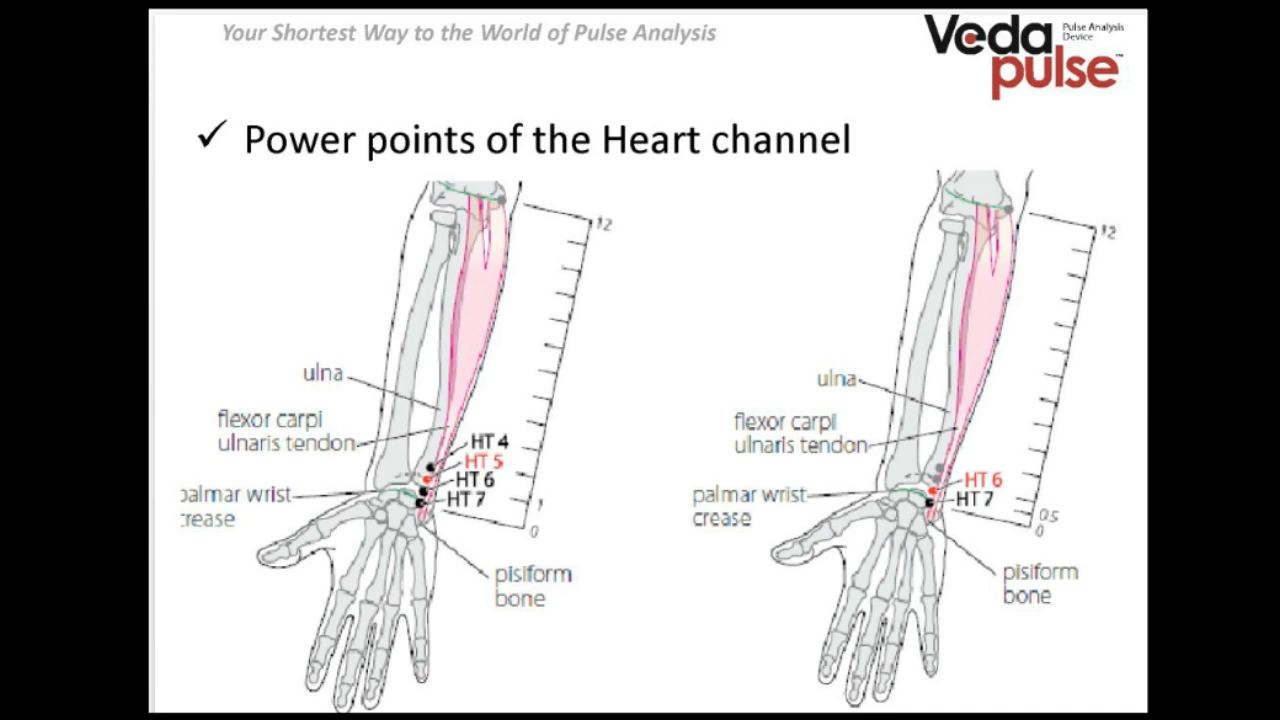 Your Shortest Way to the World of Pulse Analysis
Veda
pulse™
Pulse Analysis
Device
✓ Power points of the Heart channel
12
ulna
flexor carpi
ulnaris tendon
HT 4
HT 5
HT 6
HT 7
palmar wrist
crease
1
0
pisiform
bone
12
ulna
flexor carpi
ulnaris tendon
HT 6
HT 7
palmar wrist
crease
0.5
0
pisiform
bone